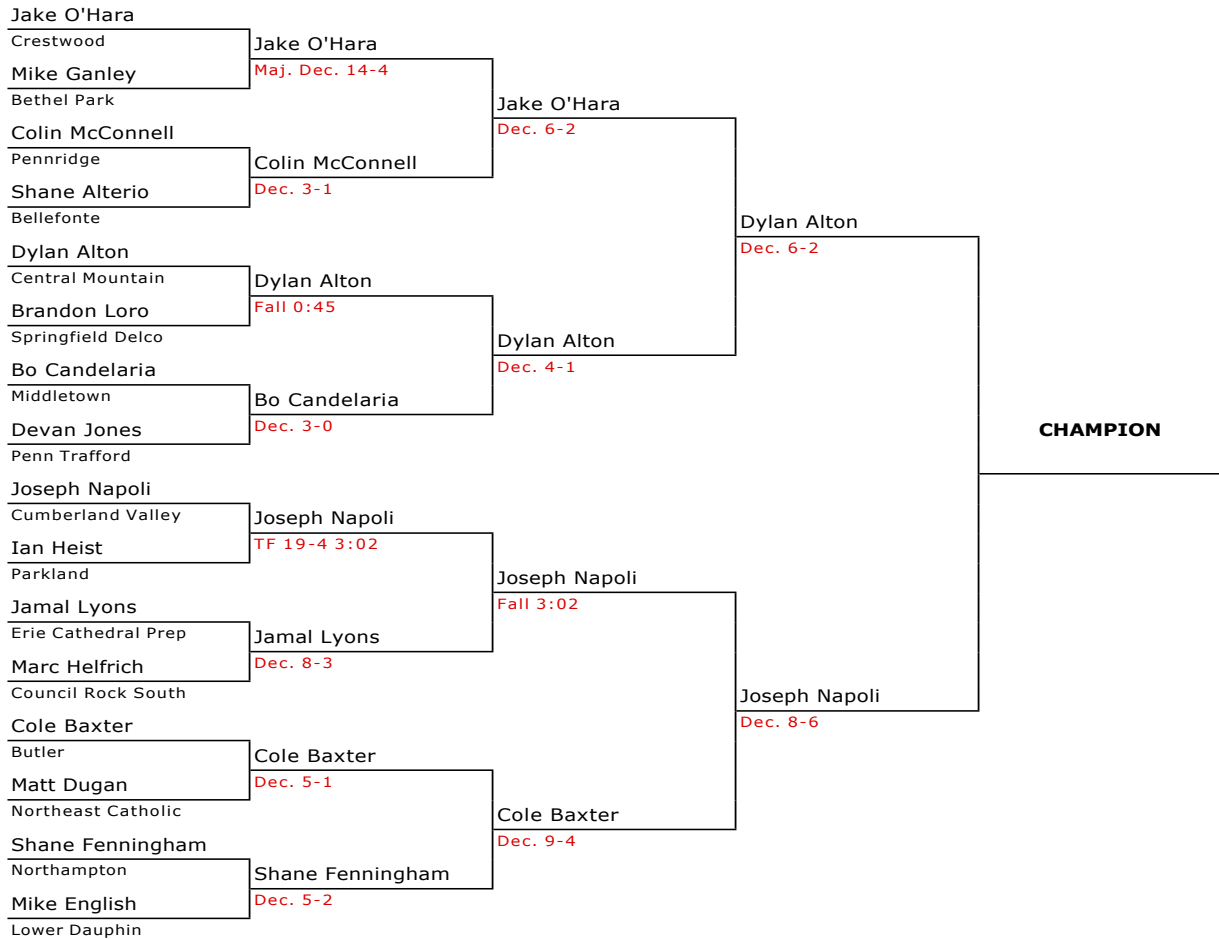 Jake O'Hara
Crestwood
Mike Ganley
Bethel Park
Colin McConnell
Pennridge
Shane Alterio
Bellefonte
Dylan Alton
Central Mountain
Brandon Loro
Springfield Delco
Bo Candelaria
Middletown
Devan Jones
Penn Trafford
Joseph Napoli
Cumberland Valley
Ian Heist
Parkland
Jamal Lyons
Erie Cathedral Prep
Marc Helfrich
Council Rock South
Cole Baxter
Butler
Matt Dugan
Northeast Catholic
Shane Fenningham
Northampton
Mike English
Lower Dauphin
Jake O'Hara
Maj. Dec. 14-4
Colin McConnell
Dec. 3-1
Dylan Alton
Fall 0:45
Bo Candelaria
Dec. 3-0
Joseph Napoli
TF 19-4 3:02
Jamal Lyons
Dec. 8-3
Cole Baxter
Dec. 5-1
Shane Fenningham
Dec. 5-2
Jake O'Hara
Dec. 6-2
Dylan Alton
Dec. 4-1
Joseph Napoli
Fall 3:02
Cole Baxter
Dec. 9-4
Dylan Alton
Dec. 6-2
Joseph Napoli
Dec. 8-6
CHAMPION